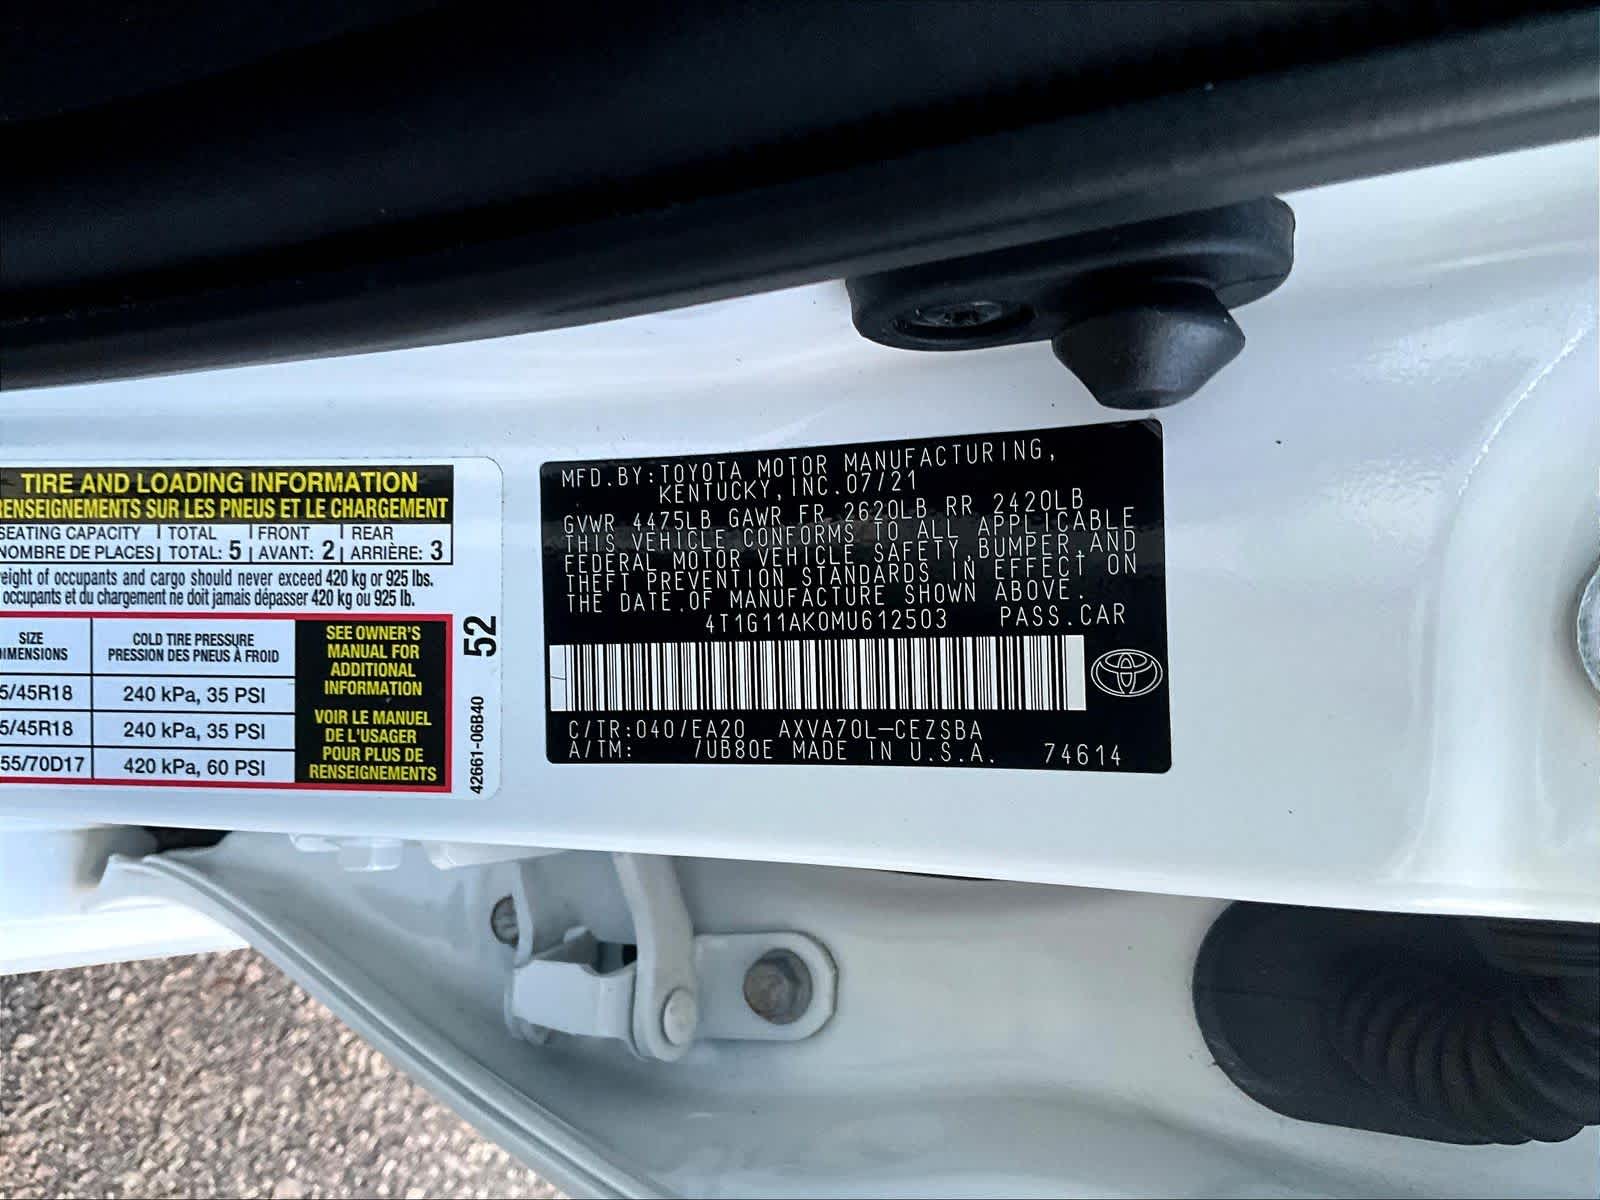 TIRE AND LOADING INFORMATION
RENSEIGNEMENTS SUR LES PNEUS ET LE CHARGEMENT
SEATING CAPACITY TOTAL FRONT REAR
NOMBRE DE PLACES TOTAL: 5 AVANT: 2 ARRIÈRE: 3
eight of occupants and cargo should never exceed 420 kg or 925 lbs.
occupants et du chargement ne doit jamais dépasser 420 kg ou 925 lb.
SIZE
DIMENSIONS
COLD TIRE PRESSURE
PRESSION DES PNEUS À FROID
5/45R18 240 kPa, 35 PSI
5/45R18 240 kPa, 35 PSI
55/70D17 420 kPa, 60 PSI
SEE OWNER'S
MANUAL FOR
ADDITIONAL
INFORMATION
VOIR LE MANUEL
DE L'USAGER
POUR PLUS DE
RENSEIGNEMENTS
52
42661-06B40
MFD.BY:TOYOTA MOTOR MANUFACTURING,
KENTUCKY,INC.07/21
GVWR 4475LB GAWR FR 2620LB RR 2420LB
THIS VEHICLE CONFORMS TO ALL APPLICABLE
FEDERAL MOTOR VEHICLE SAFETY,BUMPER,AND
THEFT PREVENTION STANDARDS IN EFFECT ON
THE DATE OF MANUFACTURE SHOWN ABOVE.
4T1G11AK0MU612503 PASS.CAR
C/TR:040/EA20 AXVA70L-CEZSBA
A/TM: /UB80E MADE IN U.S.A. 74614